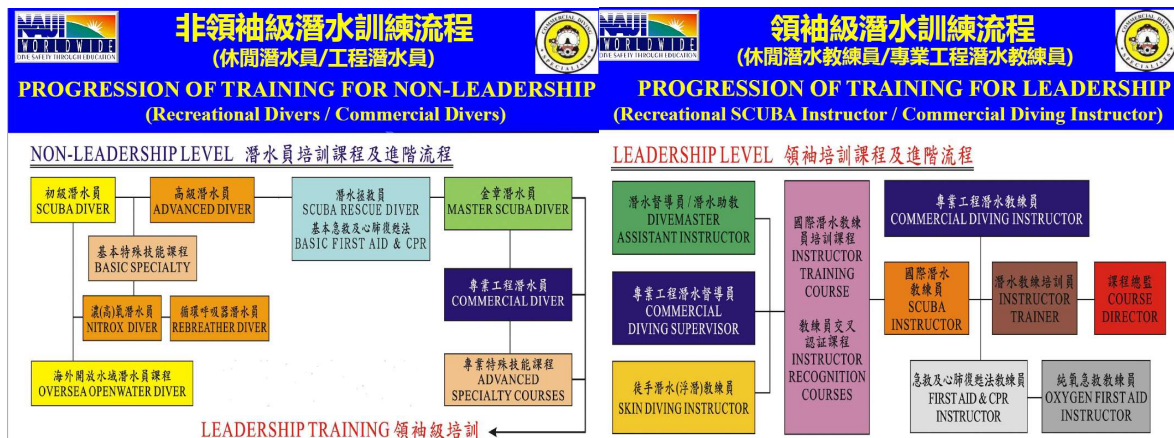 NAUI
WORLDWIDE
DIVE SAFETY THROUGH EDUCATION
非領袖級潛水訓練流程
(休閒潛水員/工程潛水員)
COMMERCIAL DIVING
SPECIALISTS
PROGRESSION OF TRAINING FOR NON-LEADERSHIP
(Recreational Divers / Commercial Divers)
NON-LEADERSHIP LEVEL 潛水員培訓課程及進階流程
初級潛水員
SCUBA DIVER
高級潛水員
ADVANCED DIVER
潛水拯救員
SCUBA RESCUE DIVER
基本急救及心肺復甦法
BASIC FIRST AID & CPR
金章潛水員
MASTER SCUBA DIVER
基本特殊技能課程
BASIC SPECIALTY
專業工程潛水員
COMMERCIAL DIVER
濃(高)氧潛水員
NITROX DIVER
循環呼吸器潛水員
REBREATHER DIVER
海外開放水域潛水員課程
OVERSEA OPENWATER DIVER
專業特殊技能課程
ADVANCED
SPECIALTY COURSES
LEADERSHIP TRAINING 領袖級培訓
NAUI
WORLDWIDE
DIVE SAFETY THROUGH EDUCATION
領袖級潛水訓練流程
(休閒潛水教練員/專業工程潛水教練員)
COMMERCIAL DIVING
SPECIALISTS
PROGRESSION OF TRAINING FOR LEADERSHIP
(Recreational SCUBA Instructor / Commercial Diving Instructor)
LEADERSHIP LEVEL 領袖培訓課程及進階流程
潛水督導員/潛水助教
DIVEMASTER
ASSISTANT INSTRUCTOR
專業工程潛水督導員
COMMERCIAL
DIVING SUPERVISOR
徒手潛水(浮潛)教練員
SKIN DIVING INSTRUCTOR
國際潛水教練
員培訓課程
INSTRUCTOR
TRAINING
COURSE
教練員交叉
認証課程
INSTRUCTOR
RECOGNITION
COURSES
專業工程潛水教練員
COMMERCIAL DIVING INSTRUCTOR
國際潛水
教練員
SCUBA
INSTRUCTOR
潛水教練培訓員
INSTRUCTOR
TRAINER
課程總監
COURSE
DIRECTOR
急救及心肺復甦法教練員
FIRST AID & CPR
INSTRUCTOR
純氧急救教練員
OXYGEN FIRST AID
INSTRUCTOR